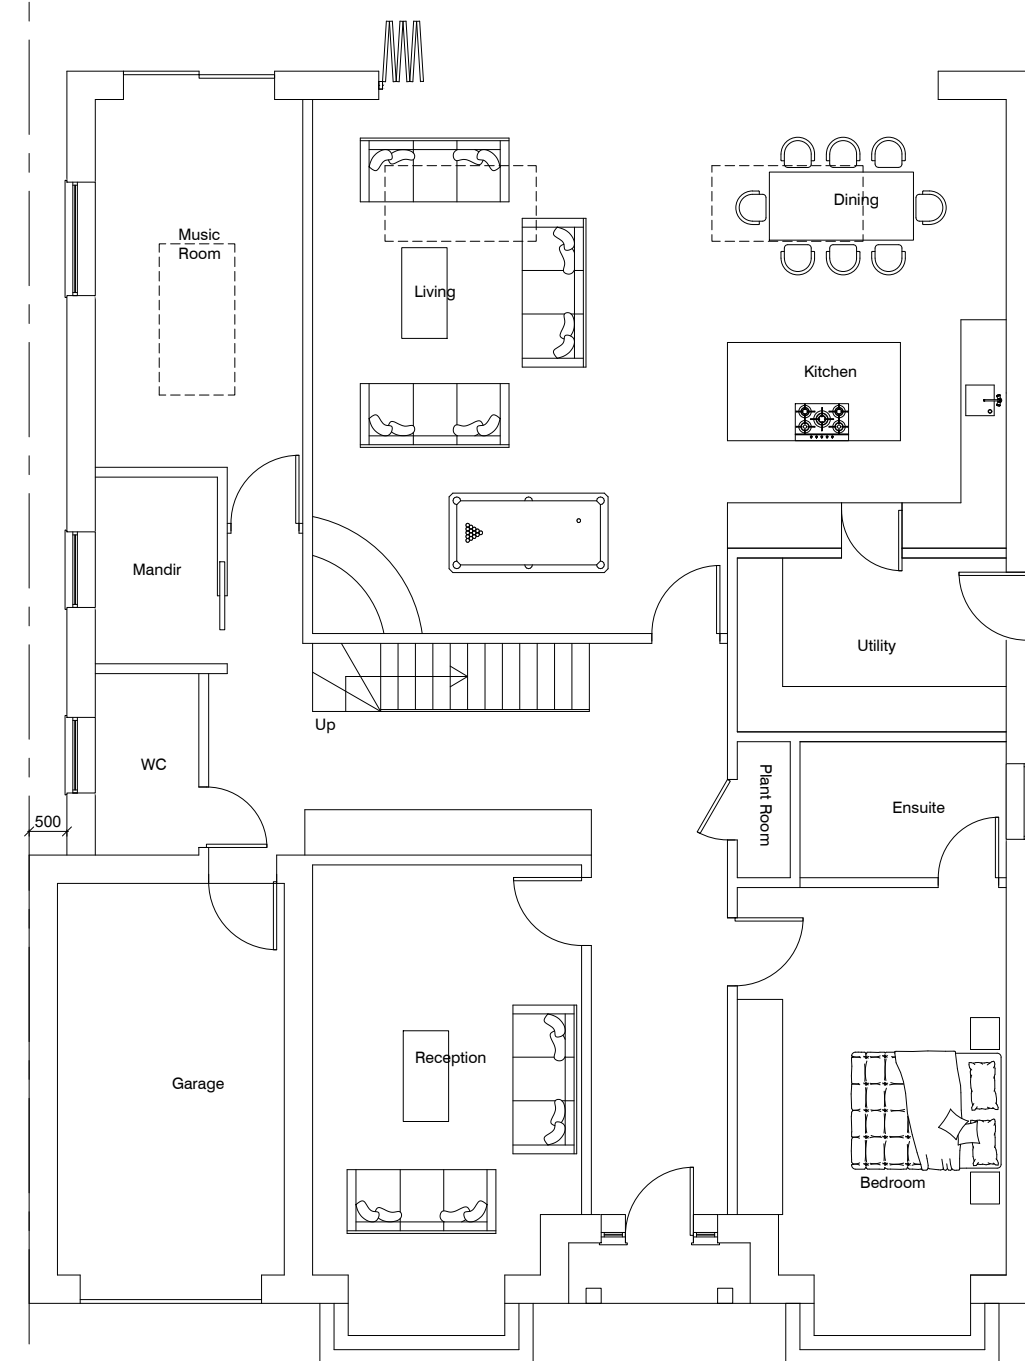 Dining
Music
Room
Living
Kitchen
Mandir
Utility
Up
WC
Plant Room
Ensuite
500
Reception
Garage
Bedroom